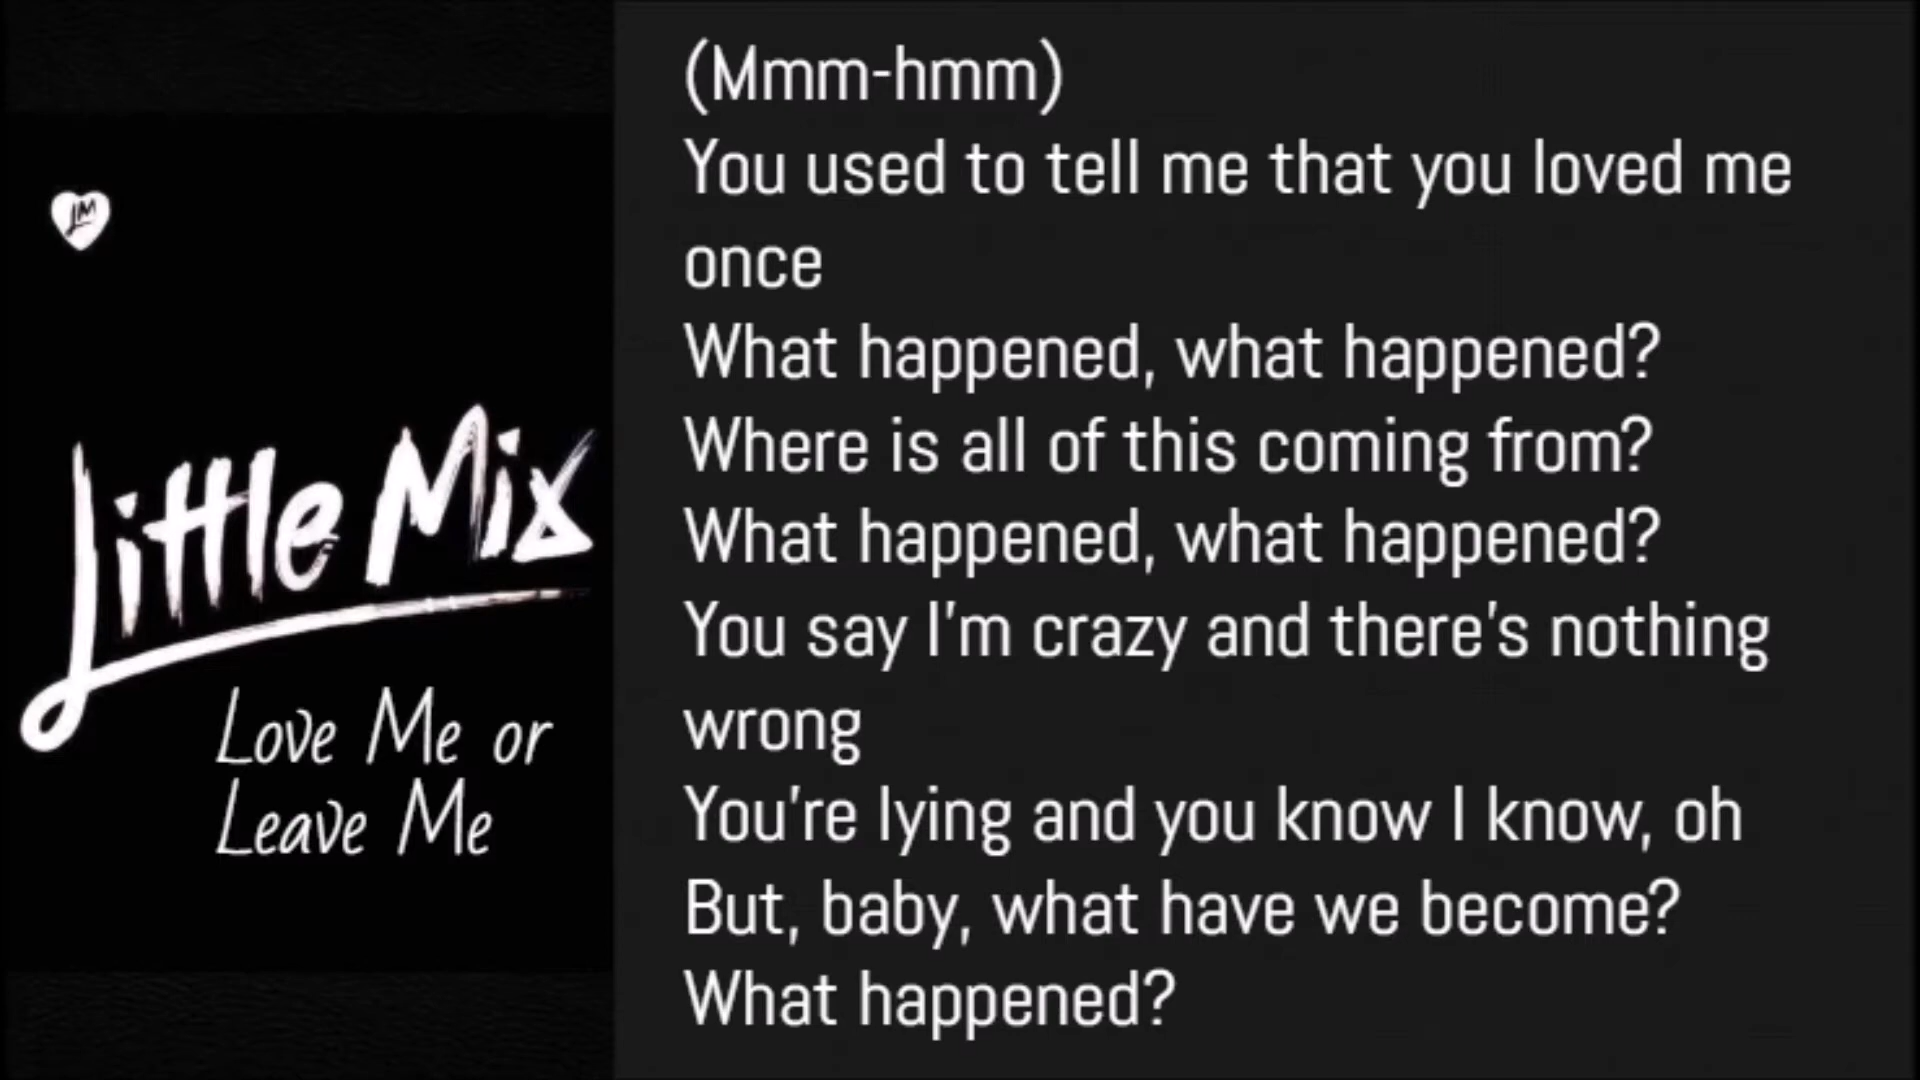 LM
Little Mix
Love Me or
Leave Me
(Mmm-hmm)
You used to tell me that you loved me
once
What happened, what happened?
Where is all of this coming from?
What happened, what happened?
You say I'm crazy and there's nothing
wrong
You're lying and you know I know, oh
But, baby, what have we become?
What happened?